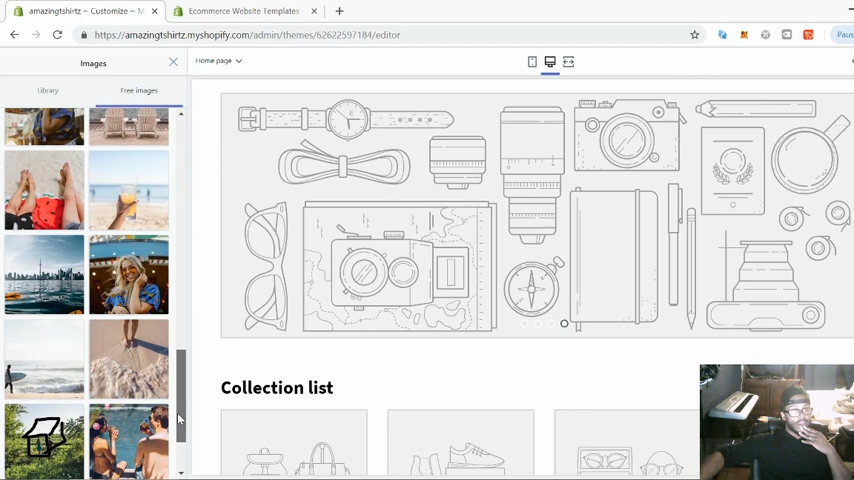 amazingtshirtz ~ Customize ~
Ecommerce Website Templates
https://amazingtshirtz.myshopify.com/admin/themes/62622597184/editor
Images
Home page
Library
Free images
Collection list